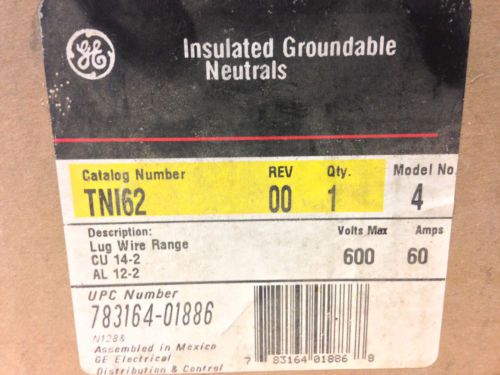 GE
Insulated Groundable
Neutrals
Catalog Number REV Qty. Model No.
TNI62 00 1 4
Description: Volts Max Amps
Lug Wire Range
CU 14-2 600 60
AL 12-2
UPC Number
783164-01886
N1286
Assembled in Mexico
GE Electrical
Distribution & Control
7 83164 01886 8